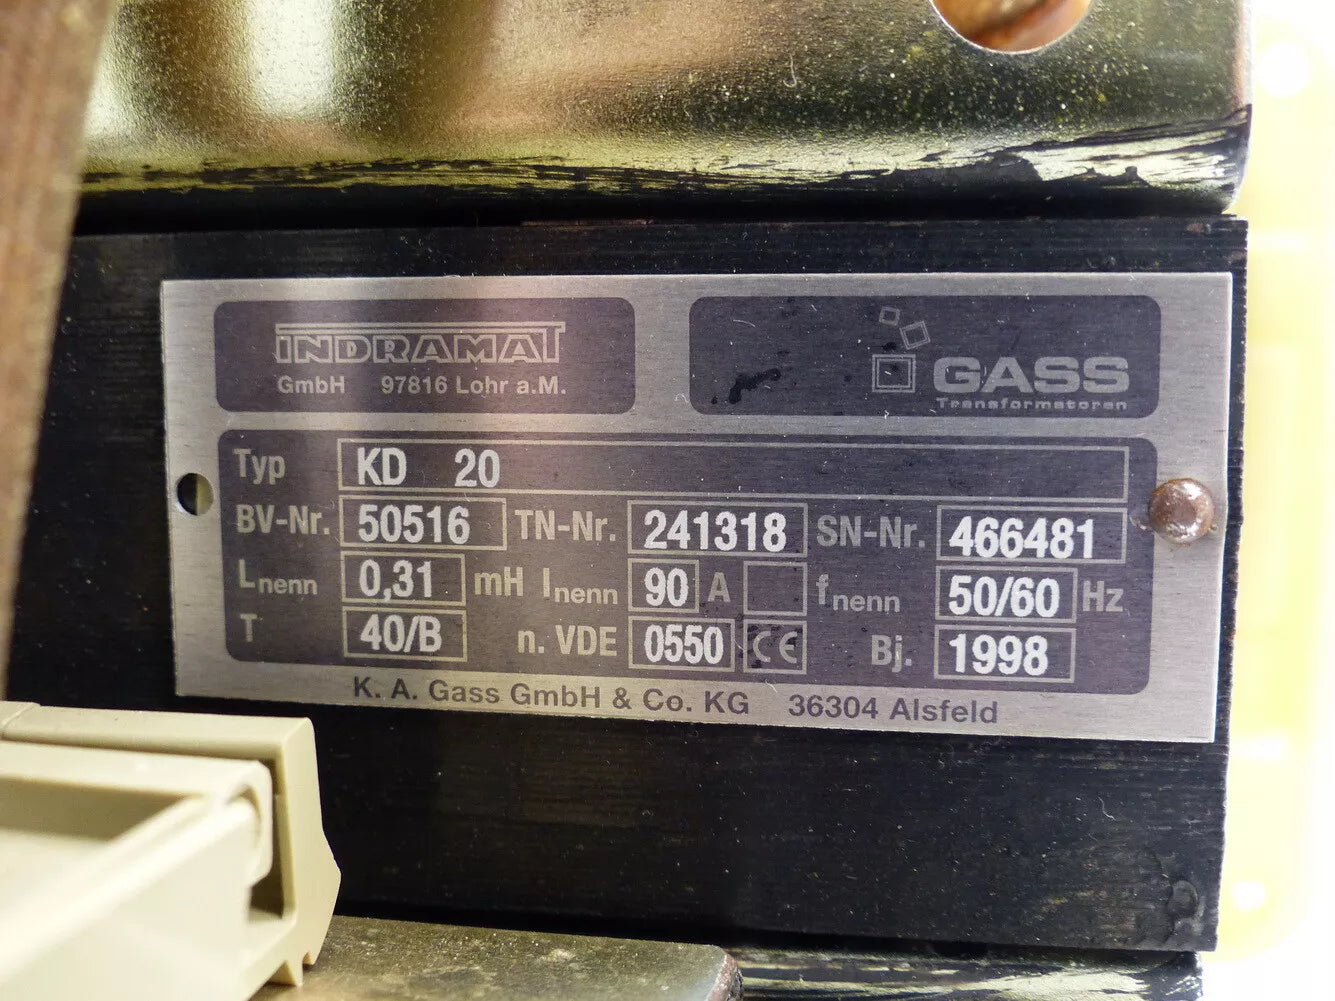 INDRAMAT
GmbH 97816 Lohr a.M.
GASS
Transformatoren
Typ KD 20
BV-Nr. 50516 TN-Nr. 241318 SN-Nr. 466481
Lnenn 0,31 mH Inenn 90 A fnenn 50/60 Hz
T 40/B n. VDE 0550 CE Bj. 1998
K. A. Gass GmbH & Co. KG 36304 Alsfeld